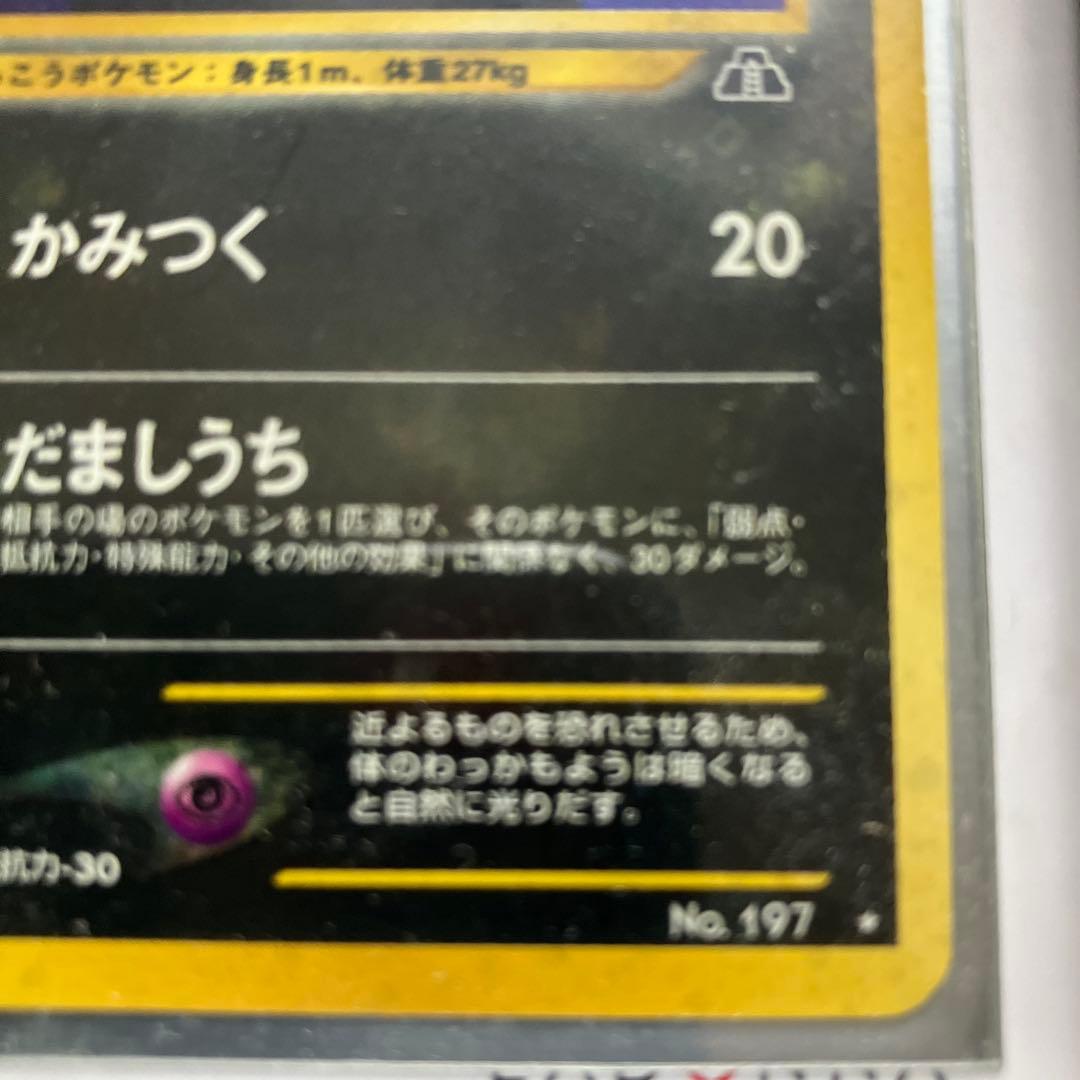 こうポケモン：身長1m、体重27kg
かみつく 20
だましうち
相手の場のポケモンを1匹選び、そのポケモンに、「弱点・
抵抗力・特殊能力・その他の効果」に関係なく、30ダメージ。
近よるものを恐れさせるため、
体のわっかもようは暗くなる
と自然に光りだす。
抗力-30
No. 197 ★